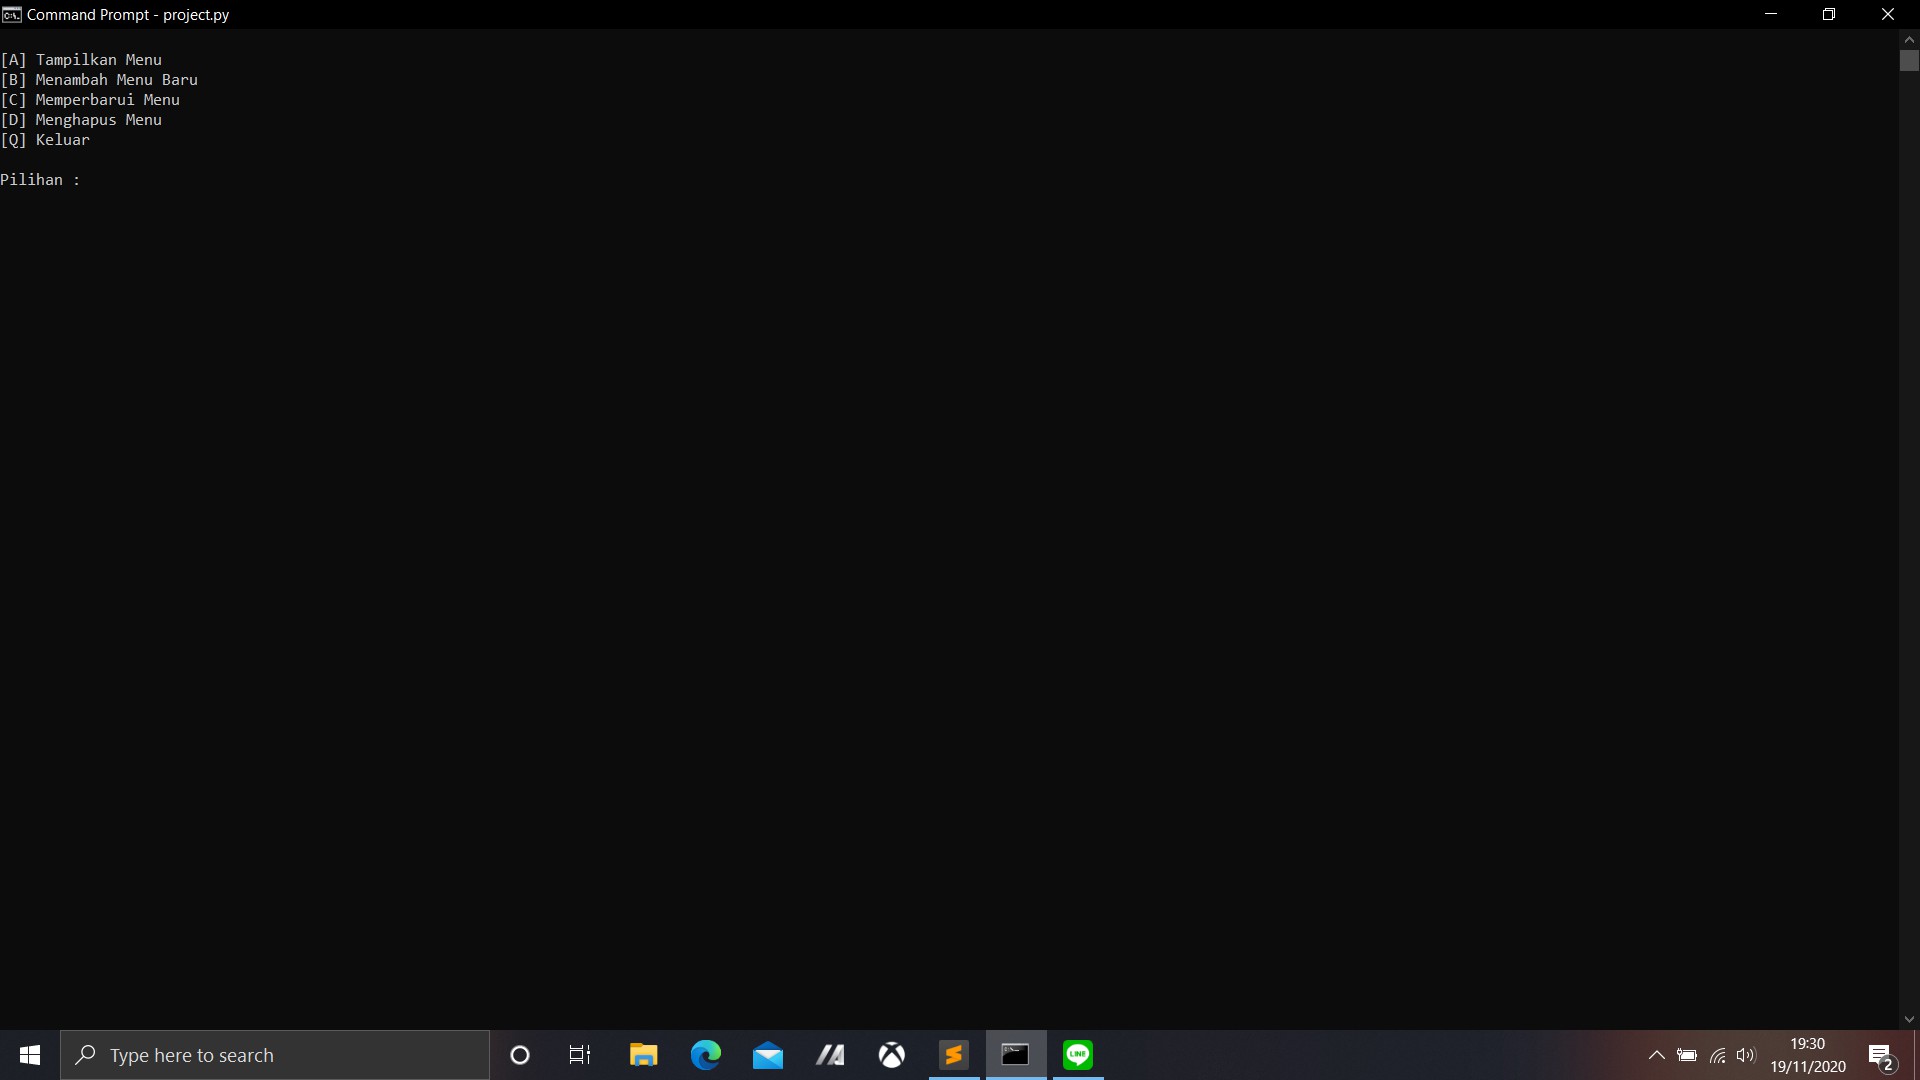 Command Prompt - project.py
[A] Tampilkan Menu
[B] Menambah Menu Baru
[C] Memperbarui Menu
[D] Menghapus Menu
[Q] Keluar
Pilihan :
Type here to search
LINE
19:30
19/11/2020
2